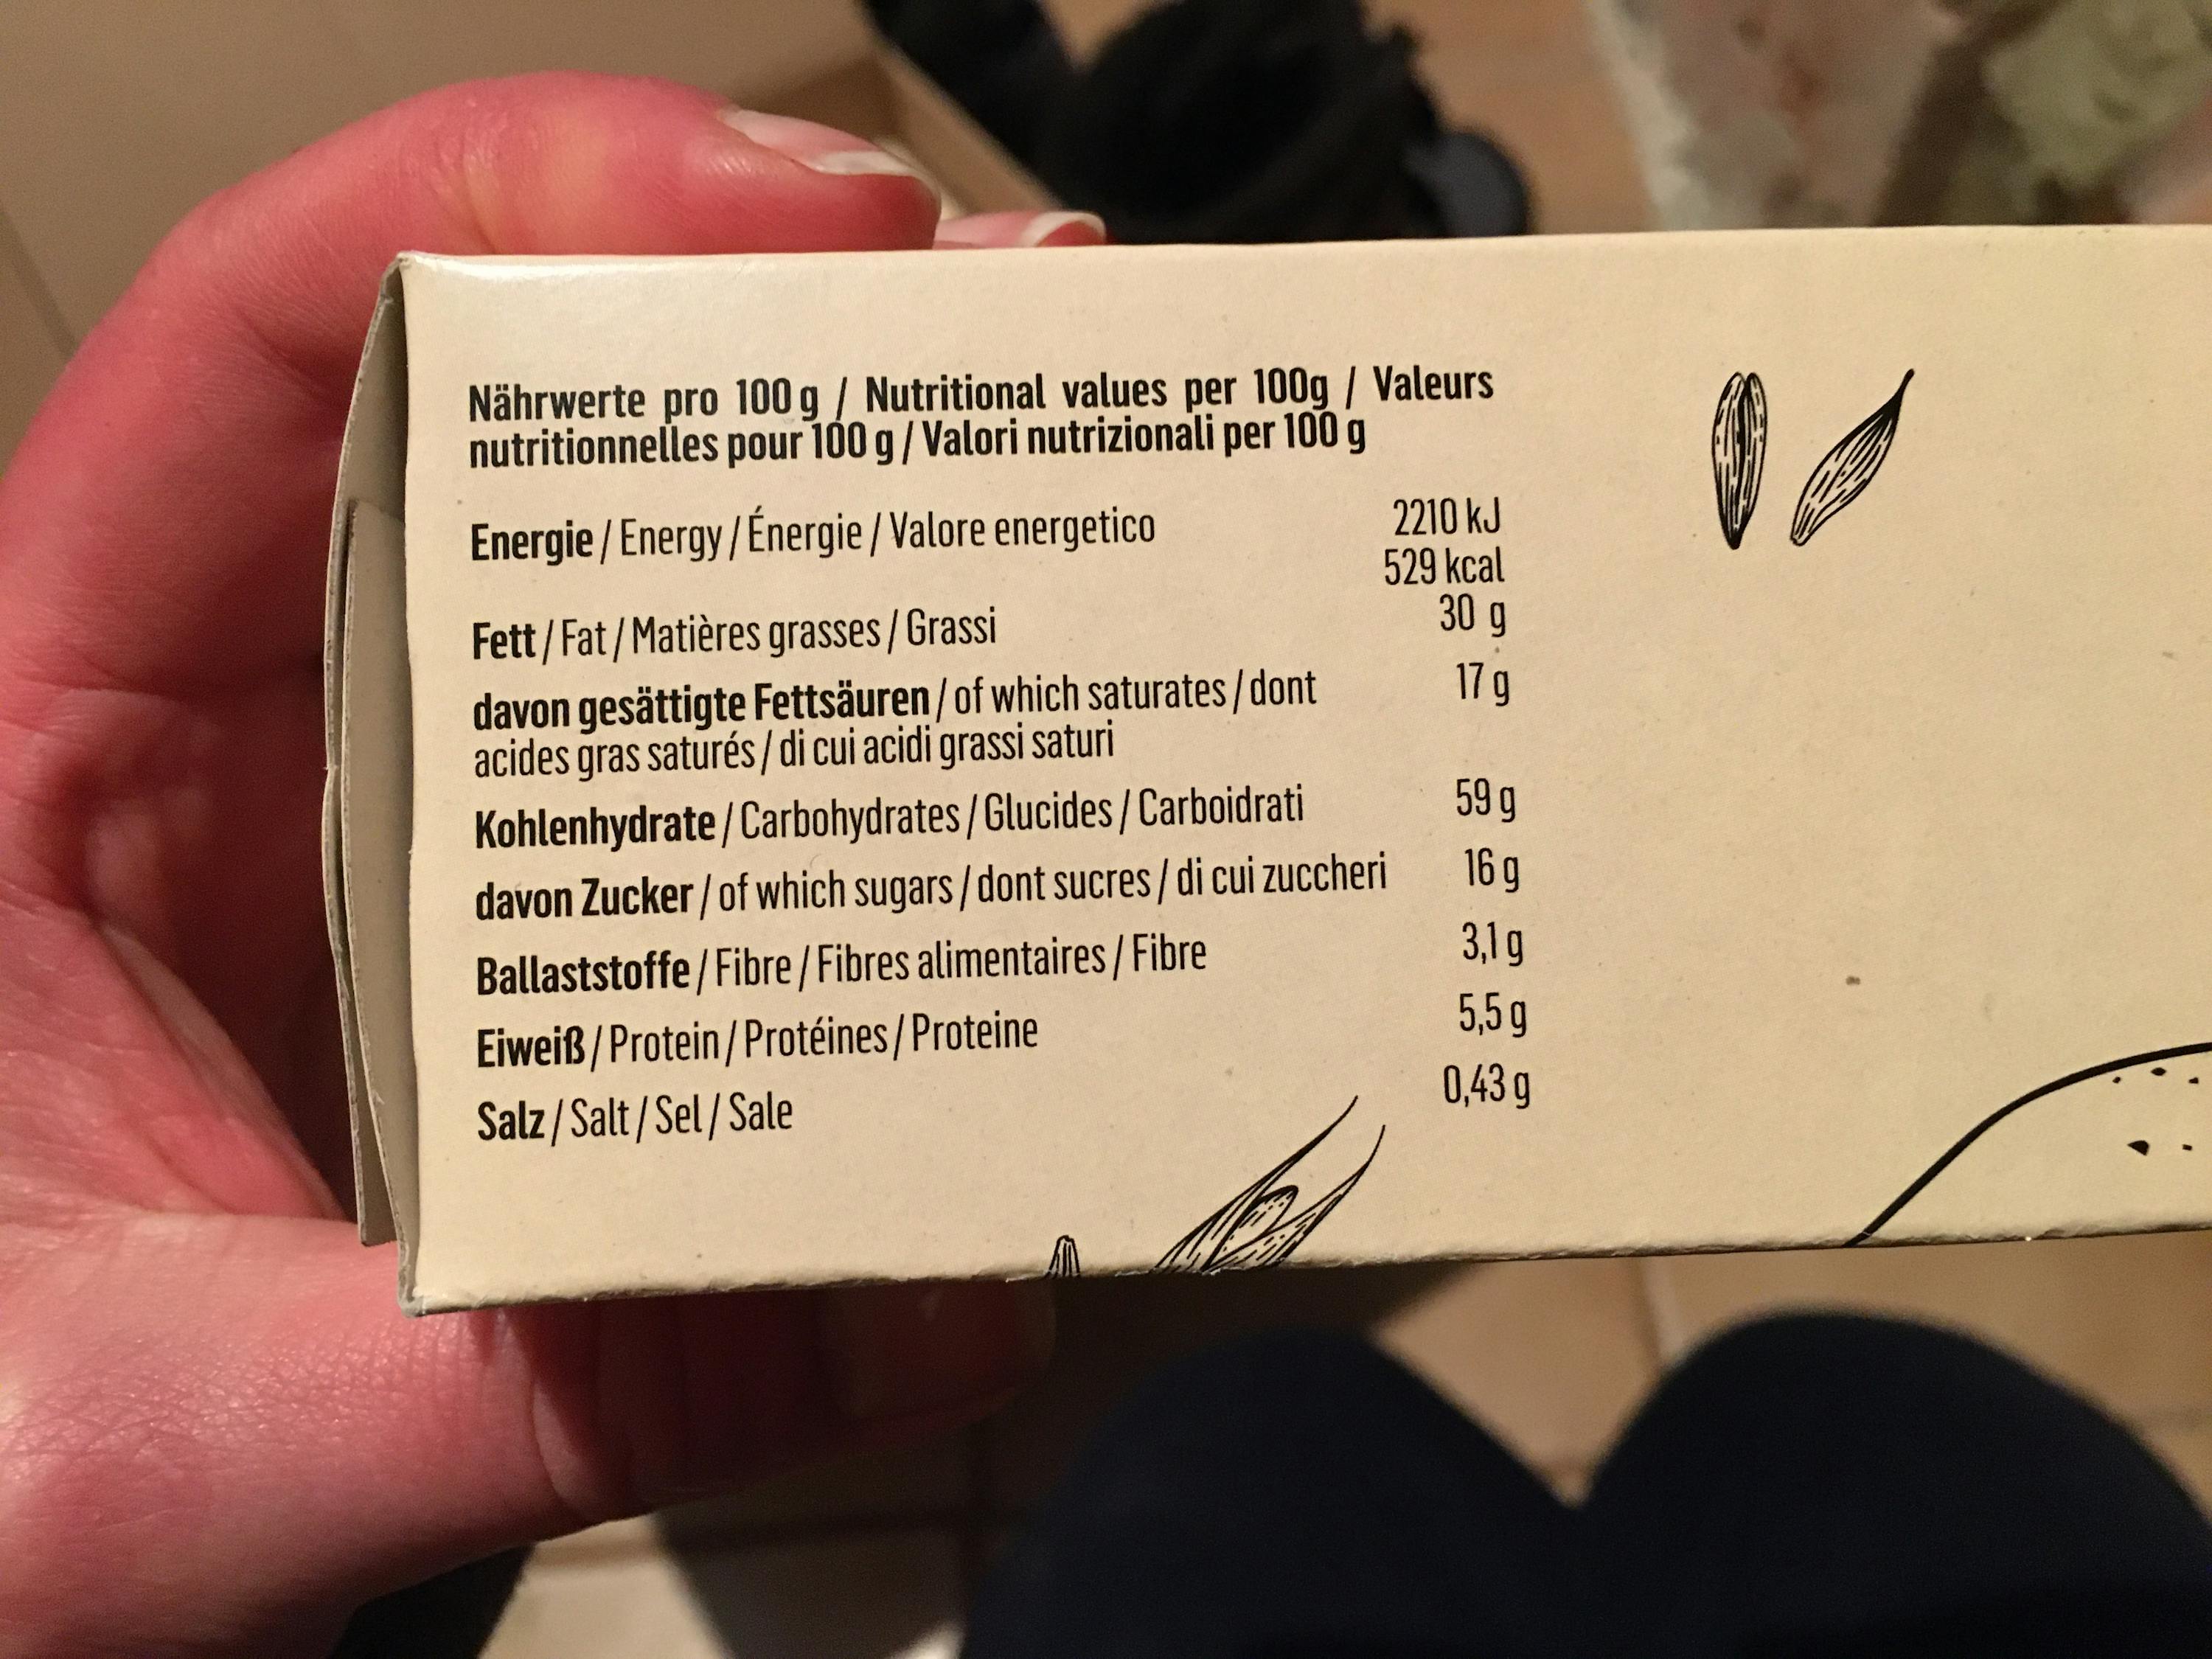 Nährwerte pro 100 g / Nutritional values per 100g / Valeurs
nutritionnelles pour 100 g / Valori nutrizionali per 100 g
Energie / Energy / Énergie / Valore energetico 2210 kJ
529 kcal
Fett / Fat / Matières grasses / Grassi 30 g
davon gesättigte Fettsäuren / of which saturates / dont 17 g
acides gras saturés / di cui acidi grassi saturi
Kohlenhydrate / Carbohydrates / Glucides / Carboidrati 59 g
davon Zucker / of which sugars / dont sucres / di cui zuccheri 16 g
Ballaststoffe / Fibre / Fibres alimentaires / Fibre 3,1 g
Eiweiß / Protein / Protéines / Proteine 5,5 g
Salz / Salt / Sel / Sale 0,43 g